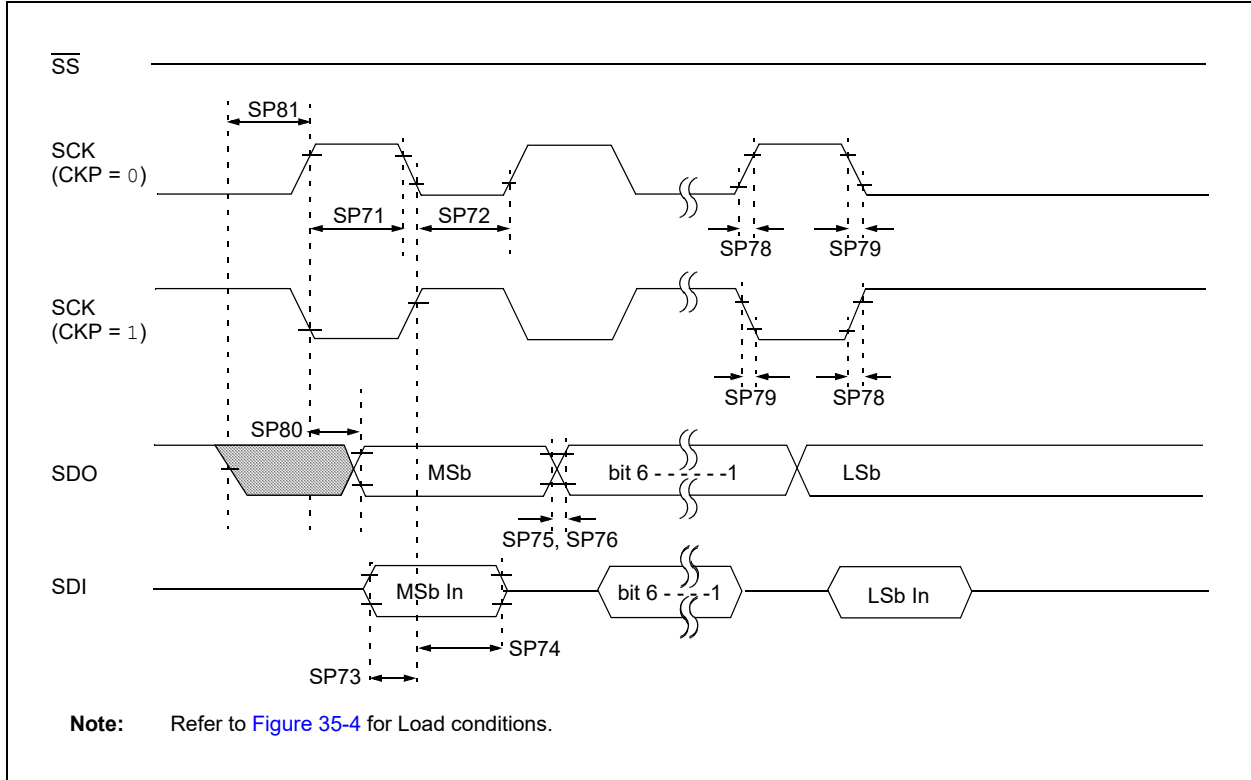 SS
SP81
SCK
(CKP = 0)
SP71
SP72
SP78
SP79
SCK
(CKP = 1)
SP79
SP78
SP80
SDO
MSb
bit 6 - - - - - - -1
LSb
SP75, SP76
SDI
MSb In
bit 6 - - - - -1
LSb In
SP74
SP73
Note: Refer to Figure 35-4 for Load conditions.